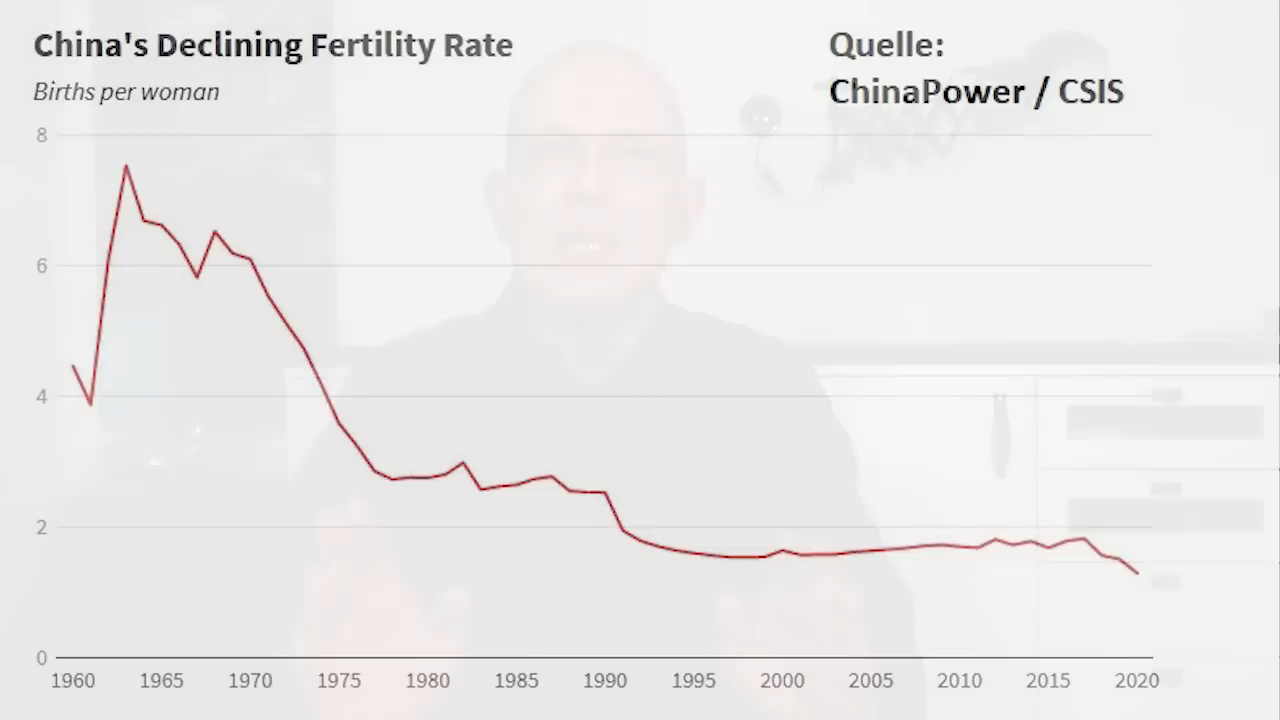 China's Declining Fertility Rate
Births per woman
Quelle:
ChinaPower / CSIS
8
6
4
2
0
1960 1965 1970 1975 1980 1985 1990 1995 2000 2005 2010 2015 2020